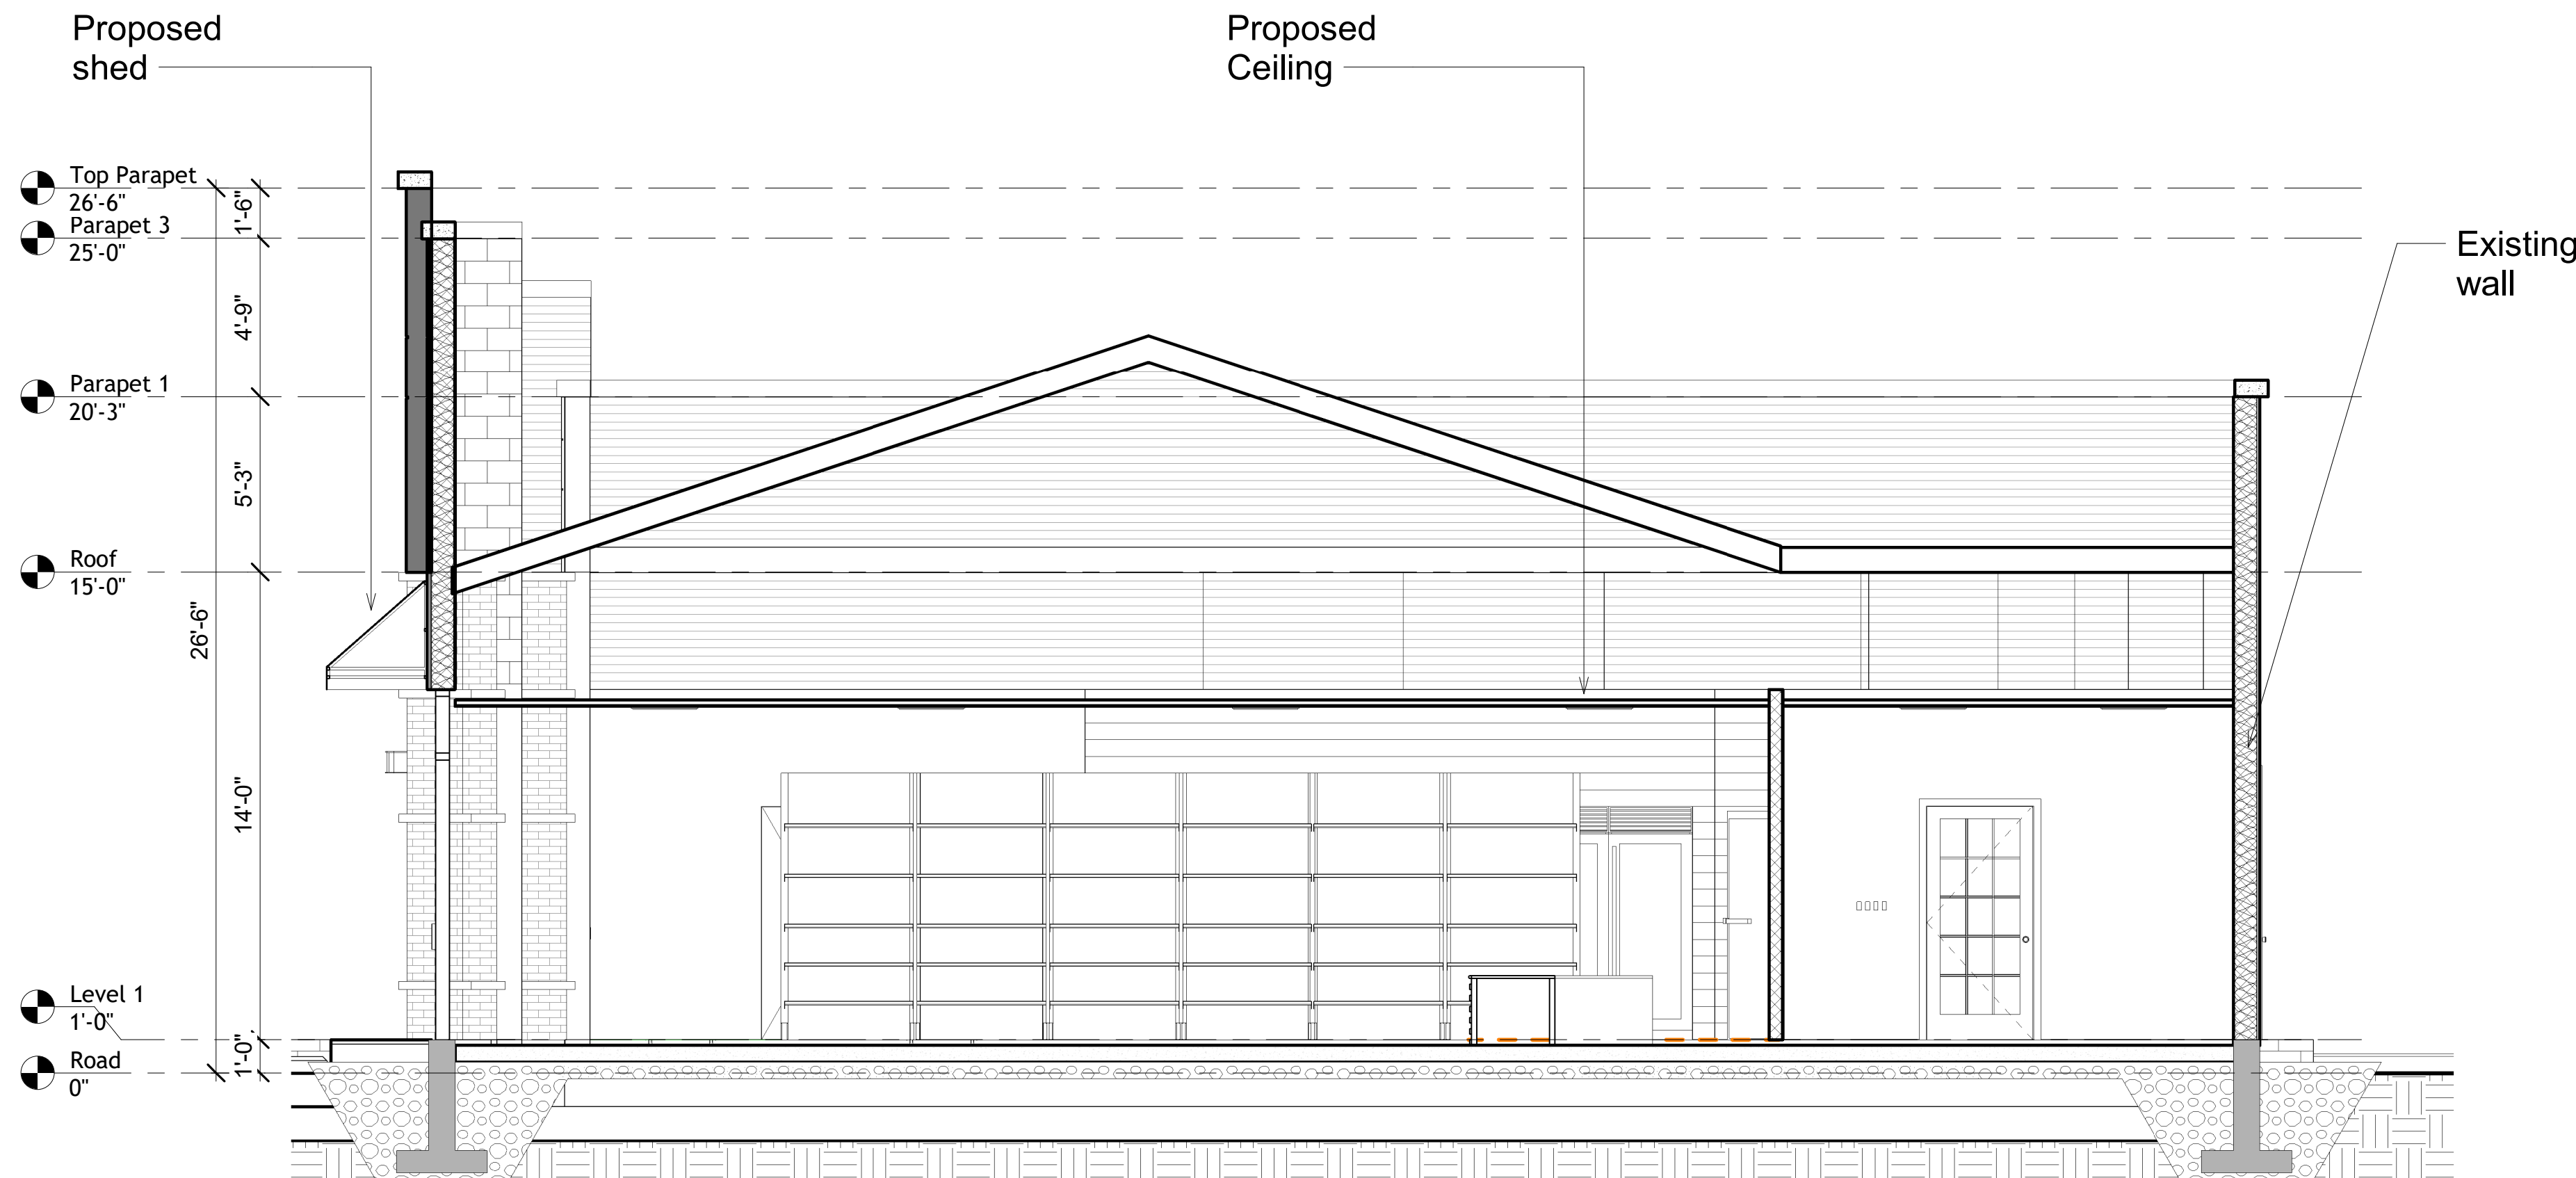 Proposed
shed
Proposed
Ceiling
Top Parapet
26'-6"
Parapet 3
25'-0"
1'-6"
Existing
wall
4'-9"
Parapet 1
20'-3"
5'-3"
Roof
15'-0"
26'-6"
14'-0"
Level 1
1'-0"
1'-0"
Road
0"